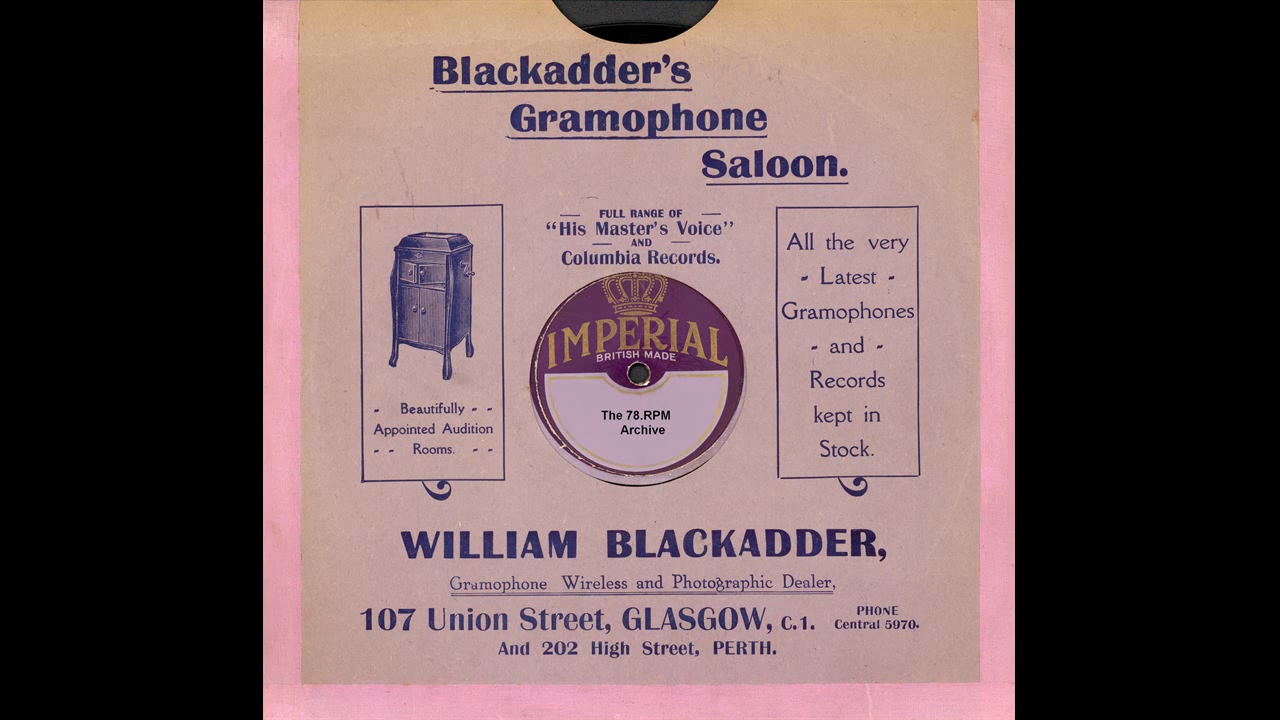 Blackadder's
Gramophone
Saloon.
FULL RANGE OF
"His Master's Voice"
AND
Columbia Records.
IMPERIAL
BRITISH MADE
The 78.RPM
Archive
- Beautifully - -
Appointed Audition
- - Rooms. - -
All the very
- Latest -
Gramophones
- and -
Records
kept in
Stock.
WILLIAM BLACKADDER,
Gramophone Wireless and Photographic Dealer,
107 Union Street, GLASGOW, C.1.
PHONE
Central 5970.
And 202 High Street, PERTH.